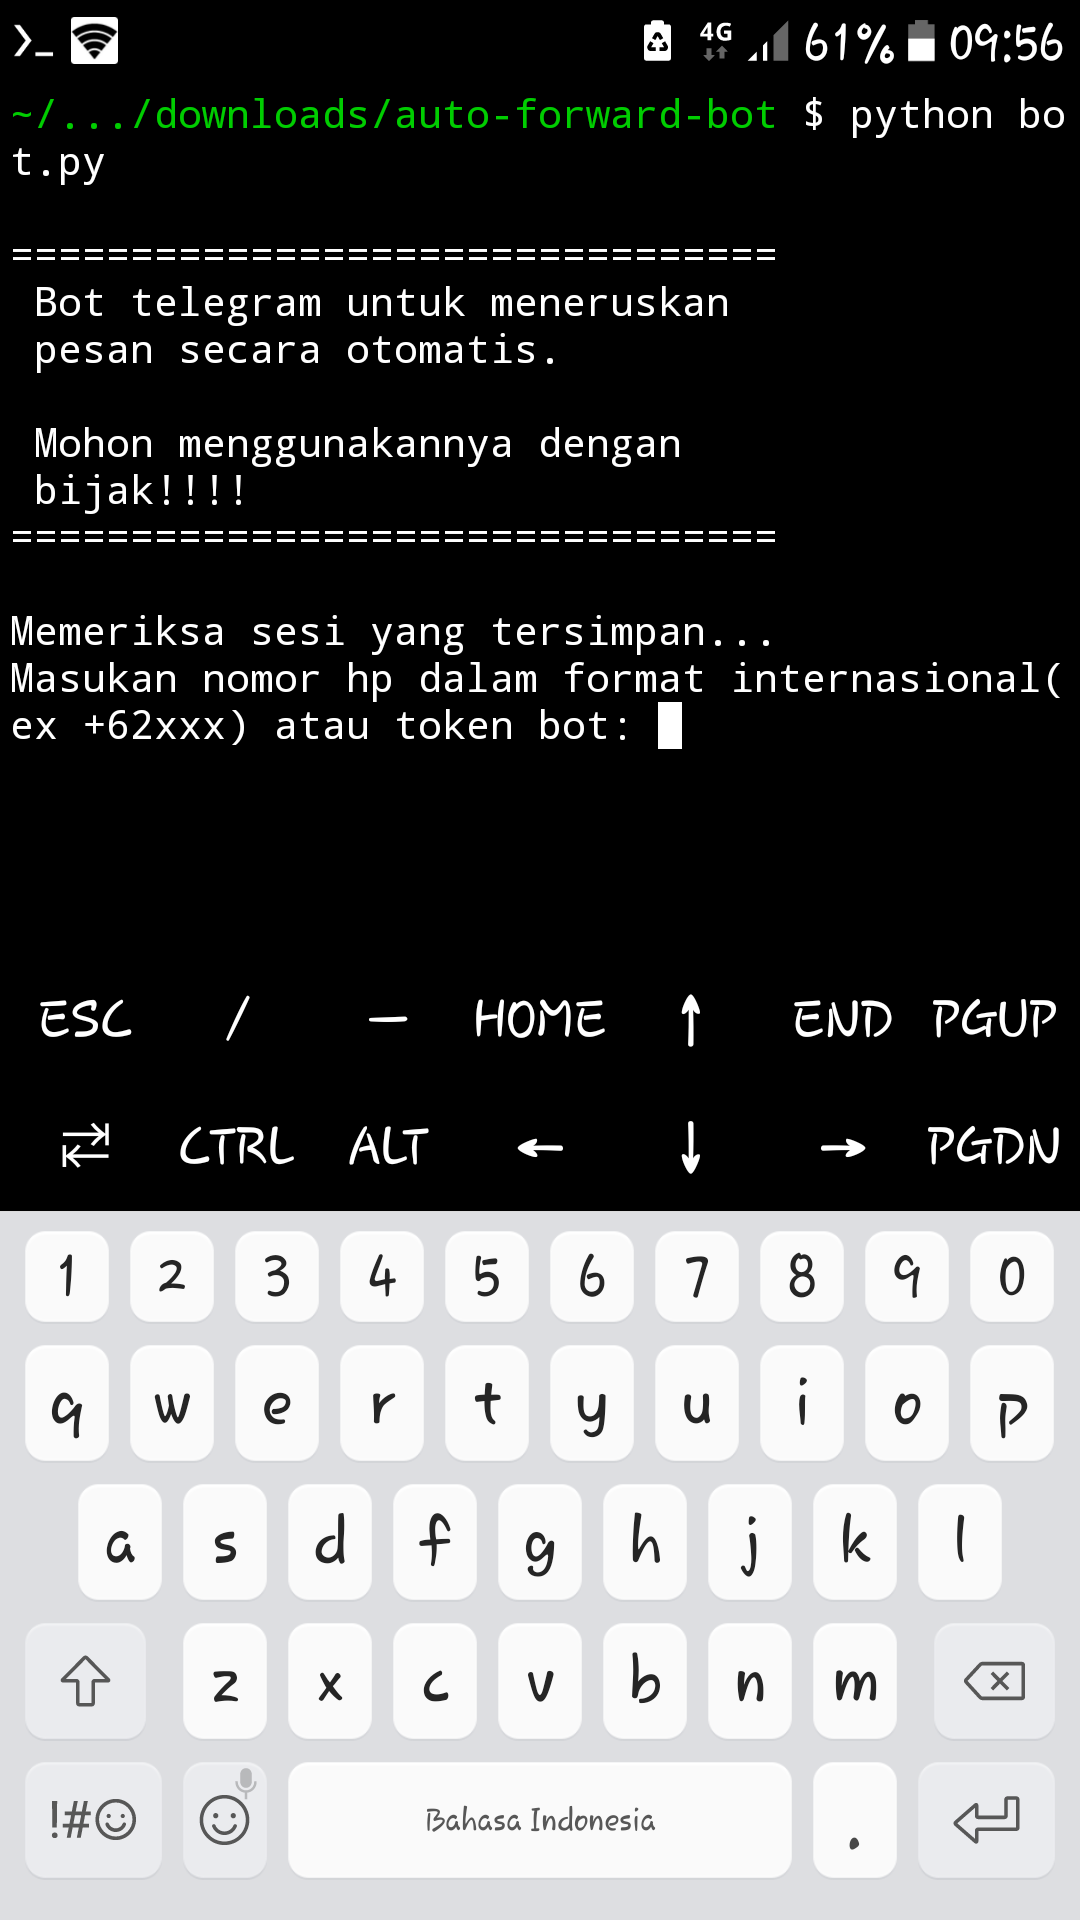 4G 61% 09:56
~/.../downloads/auto-forward-bot $ python bo
t.py
================================
Bot telegram untuk meneruskan
pesan secara otomatis.
Mohon menggunakannya dengan
bijak!!!!
================================
Memeriksa sesi yang tersimpan...
Masukan nomor hp dalam format internasional(
ex +62xxx) atau token bot:
ESC / — HOME ↑ END PGUP
CTRL ALT ← ↓ → PGDN
1 2 3 4 5 6 7 8 9 0
q w e r t y u i o p
a s d f g h j k l
z x c v b n m
!#☺ Bahasa Indonesia .